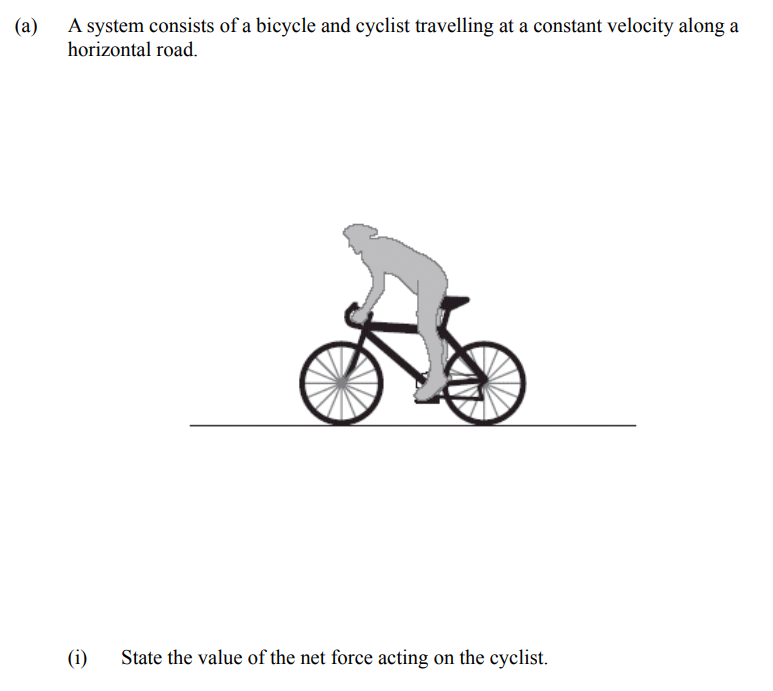 (a) A system consists of a bicycle and cyclist travelling at a constant velocity along a
horizontal road.
(i) State the value of the net force acting on the cyclist.